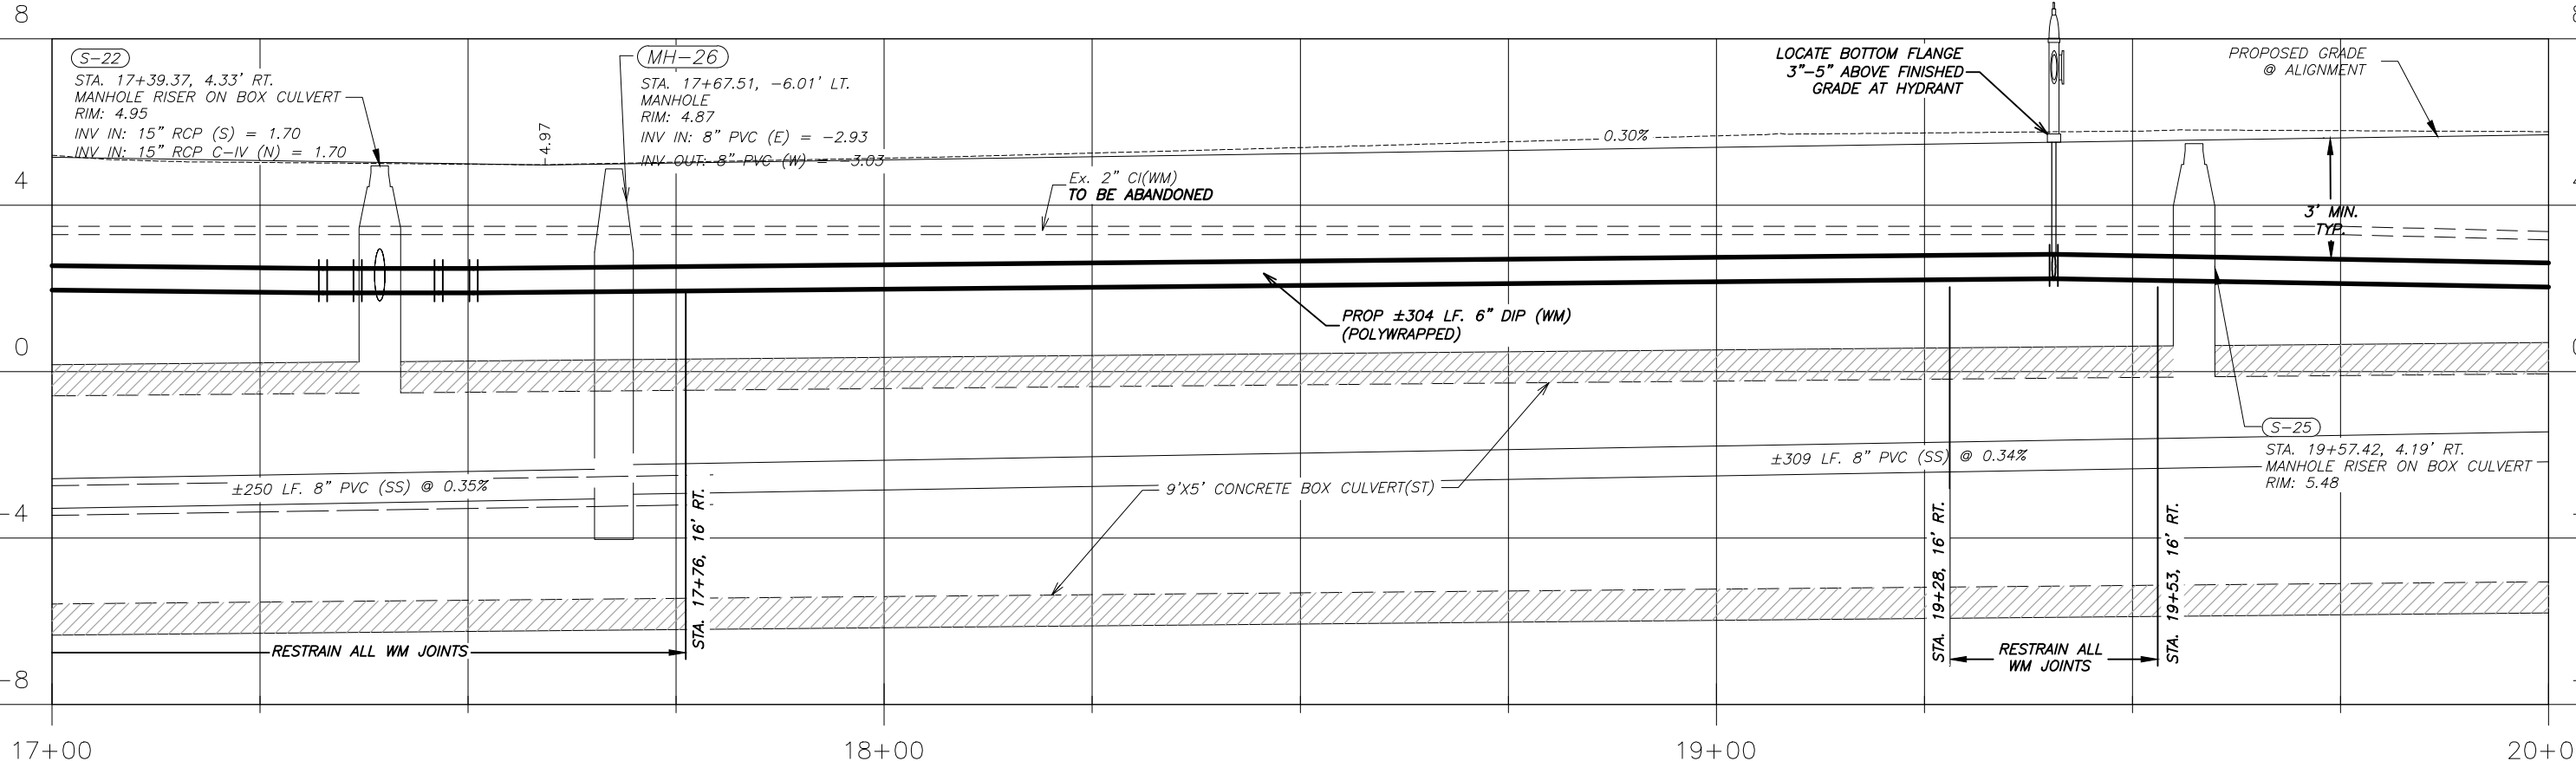 8
S-22
STA. 17+39.37, 4.33' RT.
MANHOLE RISER ON BOX CULVERT
RIM: 4.95
INV IN: 15" RCP (S) = 1.70
INV IN: 15" RCP C-IV (N) = 1.70
4.97
MH-26
STA. 17+67.51, -6.01' LT.
MANHOLE
RIM: 4.87
INV IN: 8" PVC (E) = -2.93
INV OUT: 8" PVC (W) = -3.03
LOCATE BOTTOM FLANGE
3"-5" ABOVE FINISHED
GRADE AT HYDRANT
PROPOSED GRADE
@ ALIGNMENT
0.30%
4
Ex. 2" CI(WM)
TO BE ABANDONED
3' MIN.
TYP.
PROP ±304 LF. 6" DIP (WM)
(POLYWRAPPED)
0
S-25
STA. 19+57.42, 4.19' RT.
MANHOLE RISER ON BOX CULVERT
RIM: 5.48
±309 LF. 8" PVC (SS) @ 0.34%
±250 LF. 8" PVC (SS) @ 0.35%
9'X5' CONCRETE BOX CULVERT(ST)
-4
STA. 17+76, 16' RT.
STA. 19+28, 16' RT.
STA. 19+53, 16' RT.
RESTRAIN ALL WM JOINTS
RESTRAIN ALL
WM JOINTS
-8
17+00
18+00
19+00
20+0